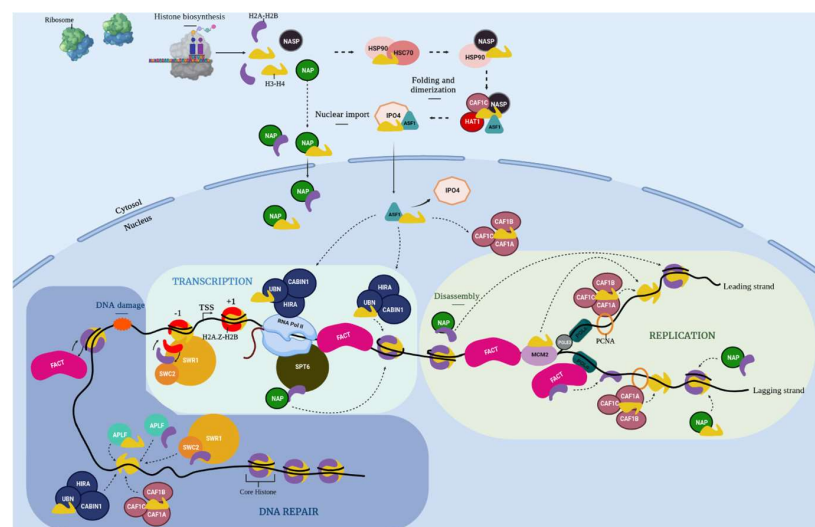 Ribosome
Histone biosynthesis
H2A-H2B
NASP
H3-H4
NAP
HSP90
HSC70
NASP
HSP90
Folding and
dimerization
CAF1C
NASP
HAT1
ASF1
Nuclear import
IPO4
ASF1
NAP
NAP
NAP
NAP
Cytosol
Nucleus
IPO4
ASF1
CAF1B
CAF1C
CAF1A
TRANSCRIPTION
DNA damage
-1
TSS
+1
H2A.Z-H2B
SWR1
SWC2
FACT
CABIN1
UBN
HIRA
RNA Pol II
SPT6
FACT
NAP
HIRA
UBN
CABIN1
Disassembly
NAP
FACT
MCM2
FACT
CAF1B
CAF1C
CAF1A
PCNA
Leading strand
REPLICATION
NAP
Lagging strand
CAF1A
CAF1C
CAF1B
NAP
APLF
APLF
SWR1
SWC2
HIRA
UBN
CABIN1
CAF1B
CAF1C
CAF1A
Core Histone
DNA REPAIR